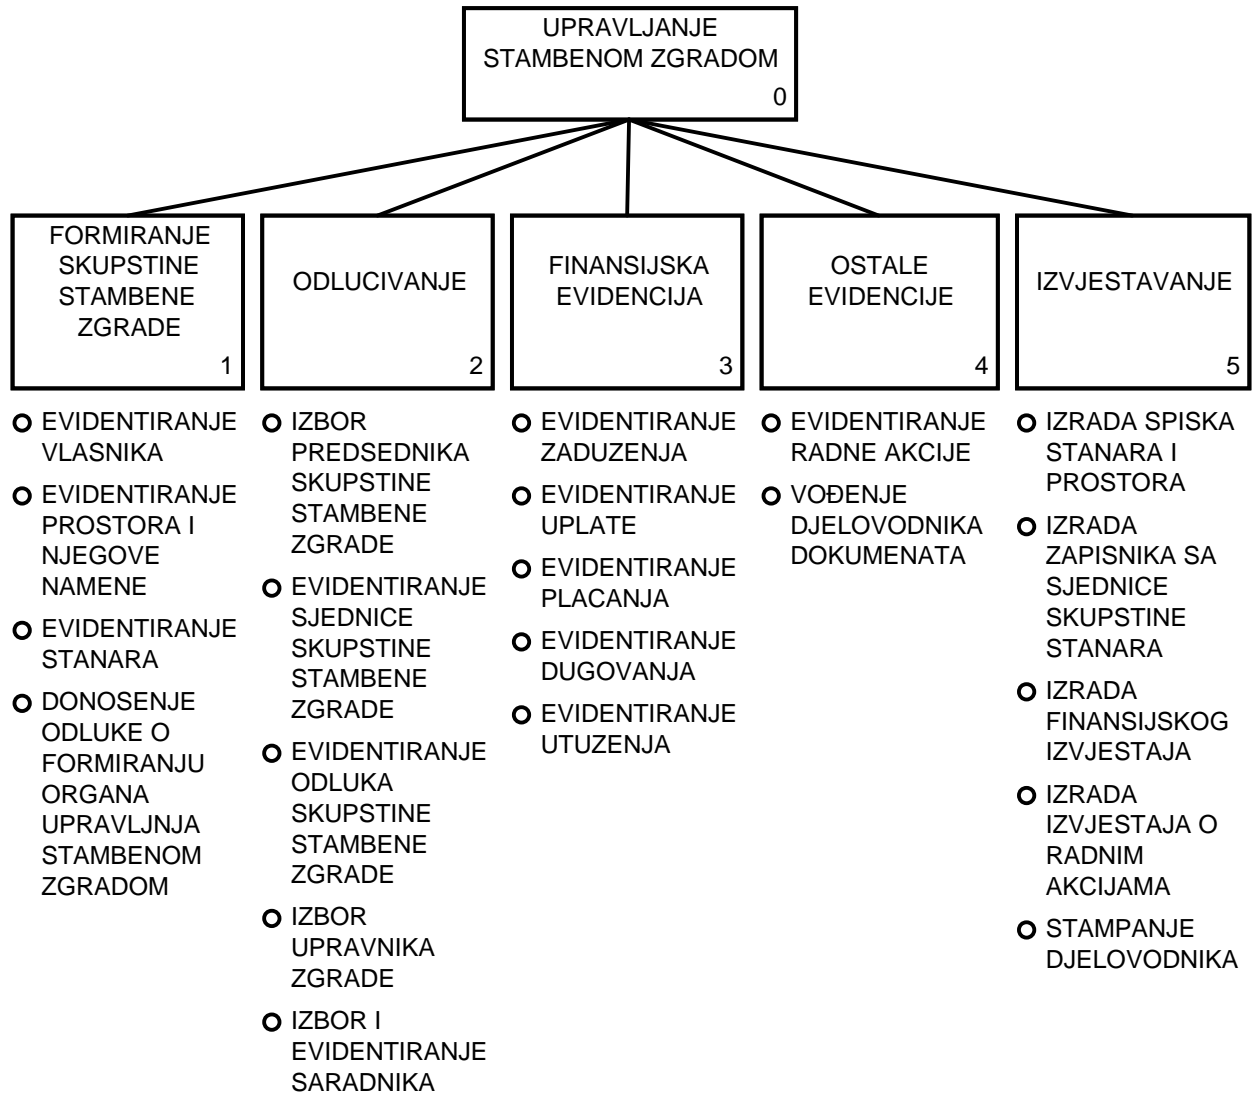 UPRAVLJANJE
STAMBENOM ZGRADOM
0
FORMIRANJE
SKUPSTINE
STAMBENE
ZGRADE
1
ODLUCIVANJE
2
FINANSIJSKA
EVIDENCIJA
3
OSTALE
EVIDENCIJE
4
IZVJESTAVANJE
5
EVIDENTIRANJE
VLASNIKA
EVIDENTIRANJE
PROSTORA I
NJEGOVE
NAMENE
EVIDENTIRANJE
STANARA
DONOSENJE
ODLUKE O
FORMIRANJU
ORGANA
UPRAVLJNJA
STAMBENOM
ZGRADOM
IZBOR
PREDSEDNIKA
SKUPSTINE
STAMBENE
ZGRADE
EVIDENTIRANJE
SJEDNICE
SKUPSTINE
STAMBENE
ZGRADE
EVIDENTIRANJE
ODLUKA
SKUPSTINE
STAMBENE
ZGRADE
IZBOR
UPRAVNIKA
ZGRADE
IZBOR I
EVIDENTIRANJE
SARADNIKA
EVIDENTIRANJE
ZADUZENJA
EVIDENTIRANJE
UPLATE
EVIDENTIRANJE
PLACANJA
EVIDENTIRANJE
DUGOVANJA
EVIDENTIRANJE
UTUZENJA
EVIDENTIRANJE
RADNE AKCIJE
VOĐENJE
DJELOVODNIKA
DOKUMENATA
IZRADA SPISKA
STANARA I
PROSTORA
IZRADA
ZAPISNIKA SA
SJEDNICE
SKUPSTINE
STANARA
IZRADA
FINANSIJSKOG
IZVJESTAJA
IZRADA
IZVJESTAJA O
RADNIM
AKCIJAMA
STAMPANJE
DJELOVODNIKA